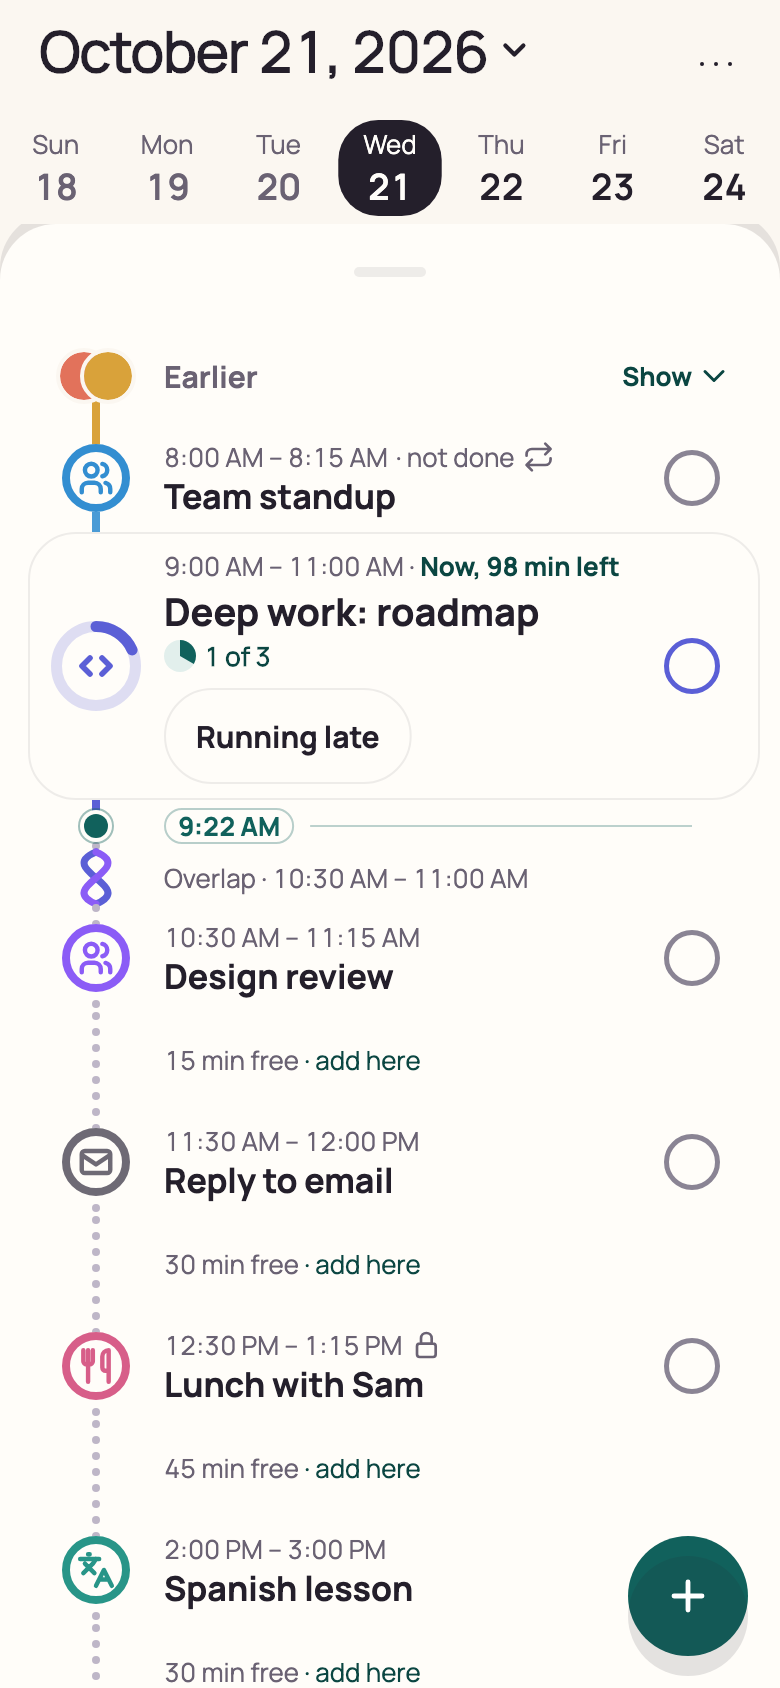 October 21, 2026
...
Sun Mon Tue Wed Thu Fri Sat
18 19 20 21 22 23 24
Earlier
Show
8:00 AM – 8:15 AM · not done
Team standup
9:00 AM – 11:00 AM · Now, 98 min left
Deep work: roadmap
1 of 3
Running late
9:22 AM
Overlap · 10:30 AM – 11:00 AM
10:30 AM – 11:15 AM
Design review
15 min free · add here
11:30 AM – 12:00 PM
Reply to email
30 min free · add here
12:30 PM – 1:15 PM
Lunch with Sam
45 min free · add here
2:00 PM – 3:00 PM
Spanish lesson
30 min free · add here